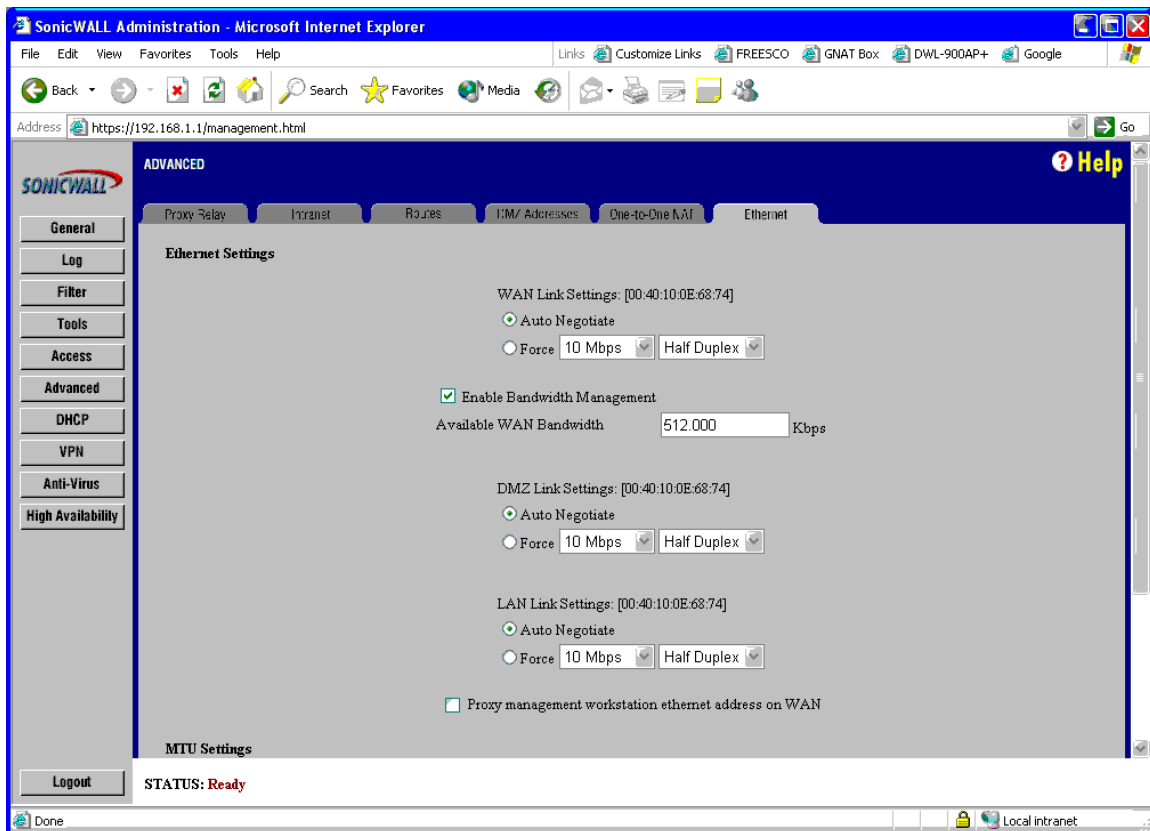 SonicWALL Administration - Microsoft Internet Explorer
File Edit View Favorites Tools Help Links Customize Links FREESCO GNAT Box DWL-900AP+ Google
Back Search Favorites Media
Address https://192.168.1.1/management.html Go
SONICWALL
ADVANCED
? Help
Proxy Relay Intranet Routes DMZ Addresses One-to-One NAT Ethernet
General
Log
Filter
Tools
Access
Advanced
DHCP
VPN
Anti-Virus
High Availability
Logout
Ethernet Settings
WAN Link Settings: [00:40:10:0E:68:74]
Auto Negotiate
Force 10 Mbps Half Duplex
Enable Bandwidth Management
Available WAN Bandwidth 512.000 Kbps
DMZ Link Settings: [00:40:10:0E:68:74]
Auto Negotiate
Force 10 Mbps Half Duplex
LAN Link Settings: [00:40:10:0E:68:74]
Auto Negotiate
Force 10 Mbps Half Duplex
Proxy management workstation ethernet address on WAN
MTU Settings
STATUS: Ready
Done Local intranet